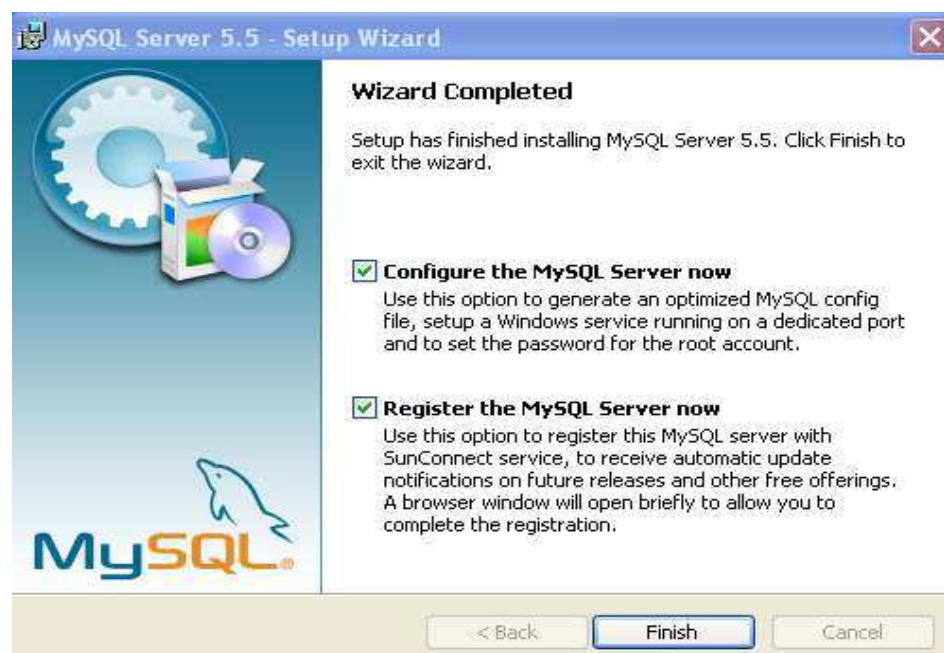 MySQL Server 5.5 - Setup Wizard
Wizard Completed
Setup has finished installing MySQL Server 5.5. Click Finish to
exit the wizard.
Configure the MySQL Server now
Use this option to generate an optimized MySQL config
file, setup a Windows service running on a dedicated port
and to set the password for the root account.
Register the MySQL Server now
Use this option to register this MySQL server with
SunConnect service, to receive automatic update
notifications on future releases and other free offerings.
A browser window will open briefly to allow you to
complete the registration.
MySQL®
< Back
Finish
Cancel